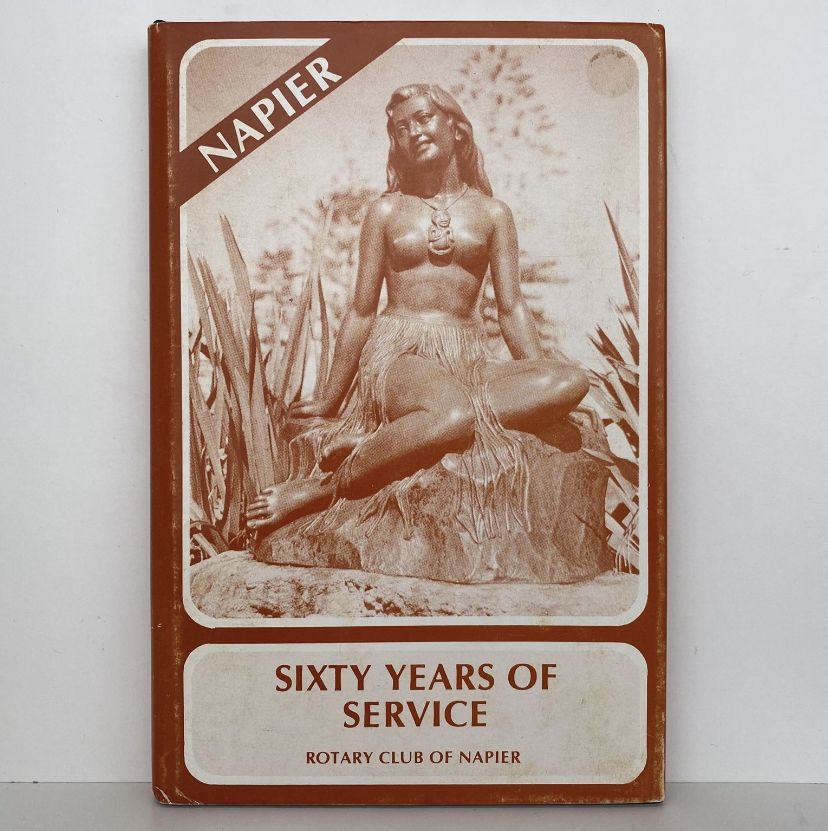 NAPIER
SIXTY YEARS OF
SERVICE
ROTARY CLUB OF NAPIER